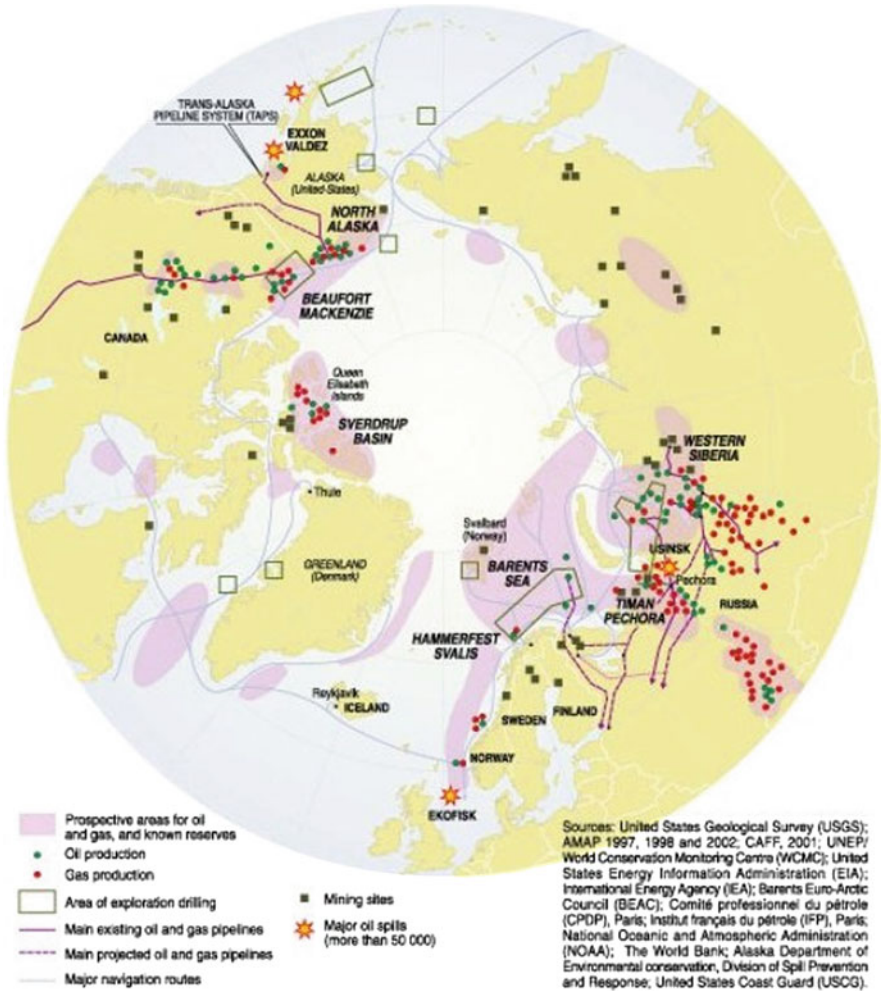 TRANS-ALASKA
PIPELINE SYSTEM (TAPS)
EXXON
VALDEZ
ALASKA
(United-States)
NORTH
ALASKA
BEAUFORT
MACKENZIE
CANADA
Queen
Elisabeth
Islands
SVERDRUP
BASIN
WESTERN
SIBERIA
Thule
Svalbard
(Norway)
GREENLAND
(Denmark)
BARENTS
SEA
USINSK
Pechora
TIMAN
PECHORA
RUSSIA
HAMMERFEST
SVALIS
Reykjavik
ICELAND
SWEDEN
FINLAND
NORWAY
EKOFISK
Prospective areas for oil
and gas, and known reserves
Oil production
Gas production
Area of exploration drilling
Main existing oil and gas pipelines
Main projected oil and gas pipelines
Major navigation routes
Mining sites
Major oil spills
(more than 50 000)
Sources: United States Geological Survey (USGS);
AMAP 1997, 1998 and 2002; CAFF, 2001; UNEP/
World Conservation Monitoring Centre (WCMC); United
States Energy Information Administration (EIA);
International Energy Agency (IEA); Barents Euro-Arctic
Council (BEAC); Comité professionnel du pétrole
(CPDP), Paris; Institut français du pétrole (IFP), Paris;
National Oceanic and Atmospheric Administration
(NOAA); The World Bank; Alaska Department of
Environmental conservation, Division of Spill Prevention
and Response; United States Coast Guard (USCG).